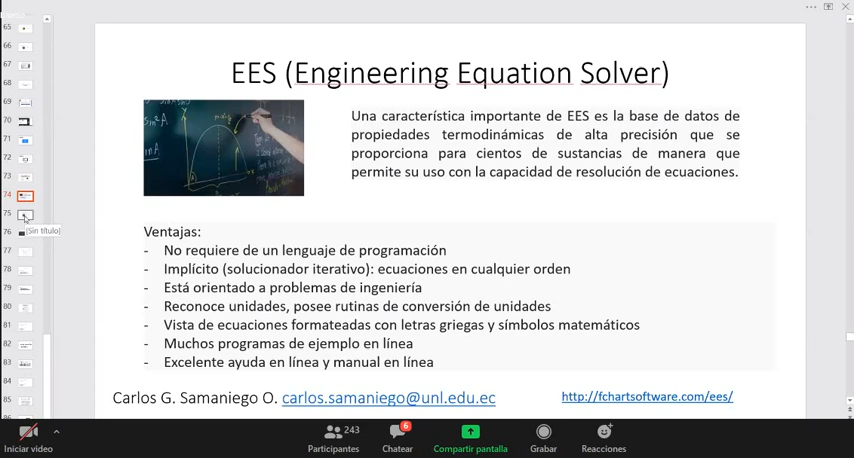 65
66
67
68
69
70
71
72
73
74
75
[Sin título]
76
77
78
79
80
81
82
83
84
85
86
EES (Engineering Equation Solver)
Una característica importante de EES es la base de datos de
propiedades termodinámicas de alta precisión que se
proporciona para cientos de sustancias de manera que
permite su uso con la capacidad de resolución de ecuaciones.
Ventajas:
- No requiere de un lenguaje de programación
- Implícito (solucionador iterativo): ecuaciones en cualquier orden
- Está orientado a problemas de ingeniería
- Reconoce unidades, posee rutinas de conversión de unidades
- Vista de ecuaciones formateadas con letras griegas y símbolos matemáticos
- Muchos programas de ejemplo en línea
- Excelente ayuda en línea y manual en línea
Carlos G. Samaniego O. carlos.samaniego@unl.edu.ec
http://fchartsoftware.com/ees/
Iniciar video
243
Participantes
6
Chatear
Compartir pantalla
Grabar
Reacciones